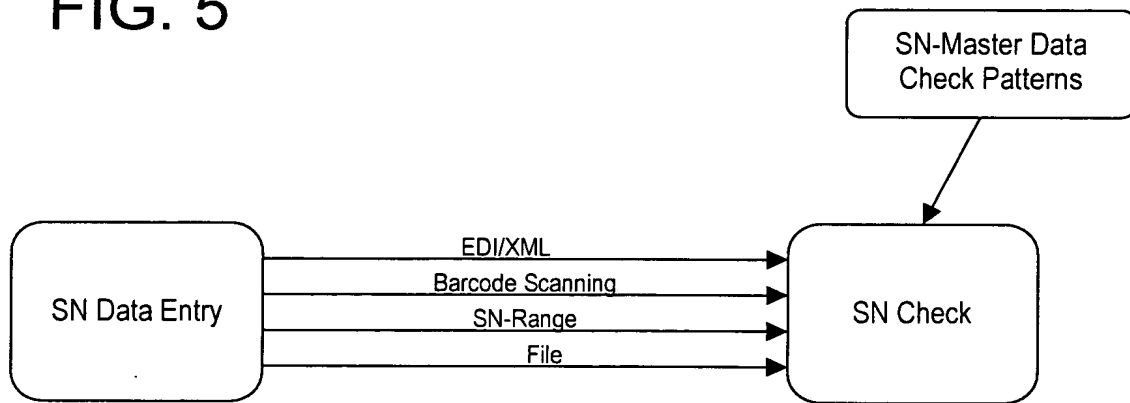 FIG. 5
SN-Master Data
Check Patterns
SN Data Entry
EDI/XML
Barcode Scanning
SN-Range
File
SN Check